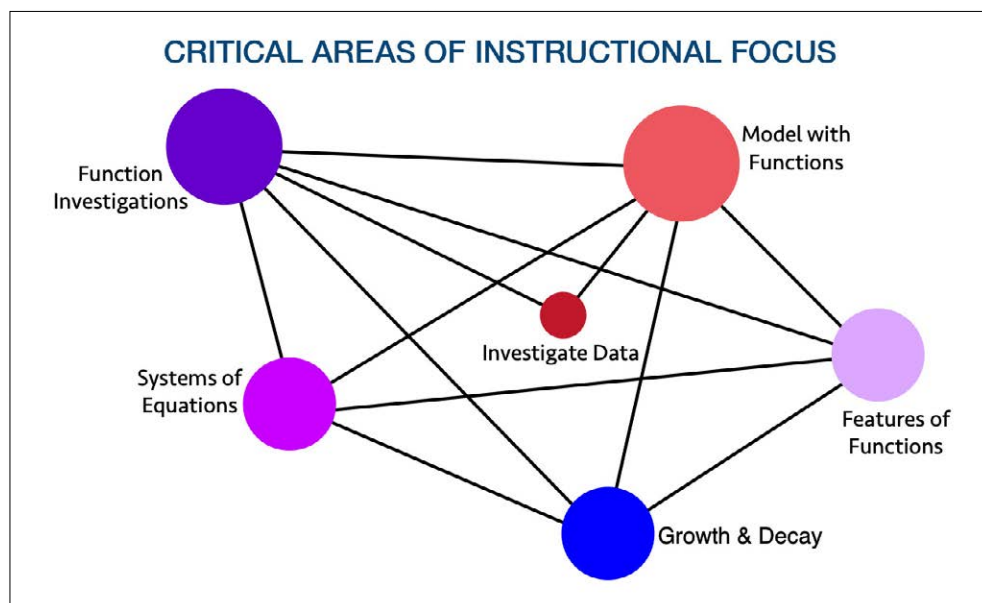 CRITICAL AREAS OF INSTRUCTIONAL FOCUS
Function
Investigations
Model with
Functions
Investigate Data
Systems of
Equations
Features of
Functions
Growth & Decay